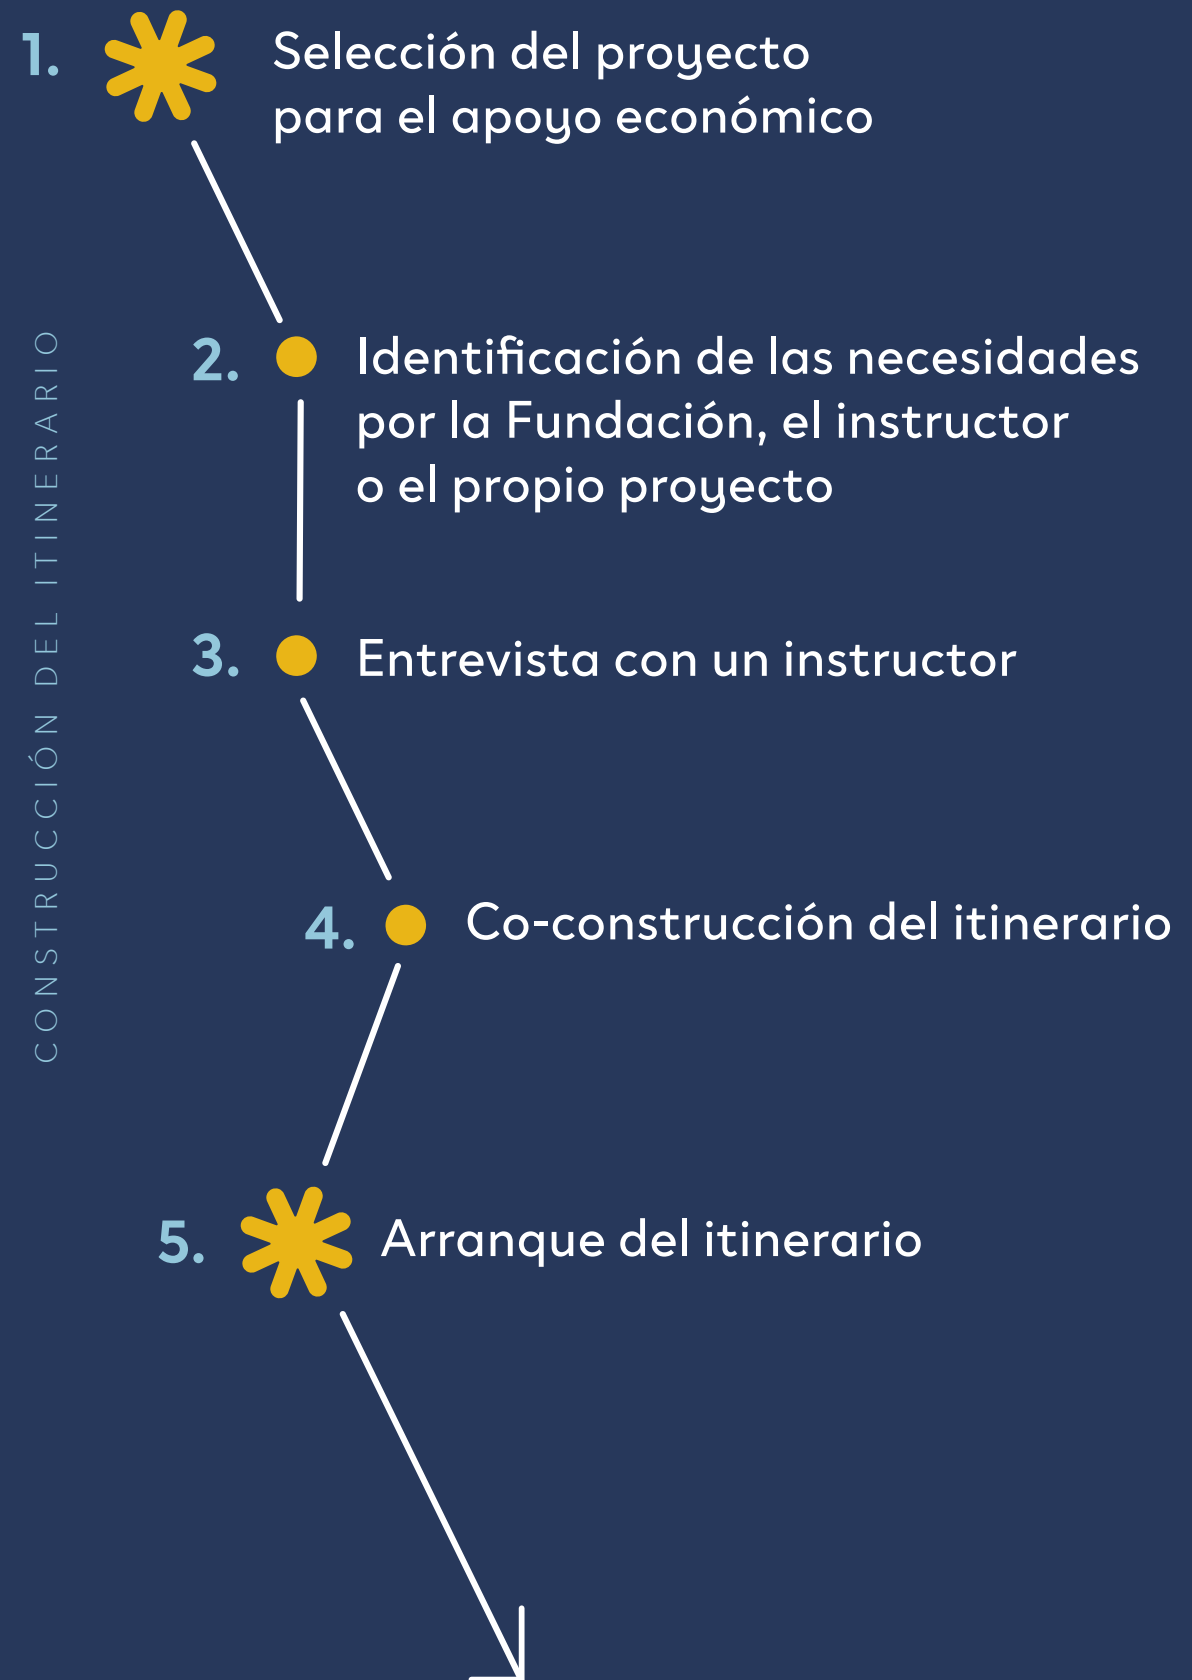 1. Selección del proyecto
para el apoyo económico
2. Identificación de las necesidades
por la Fundación, el instructor
o el propio proyecto
3. Entrevista con un instructor
4. Co-construcción del itinerario
5. Arranque del itinerario
CONSTRUCCIÓN DEL ITINERARIO